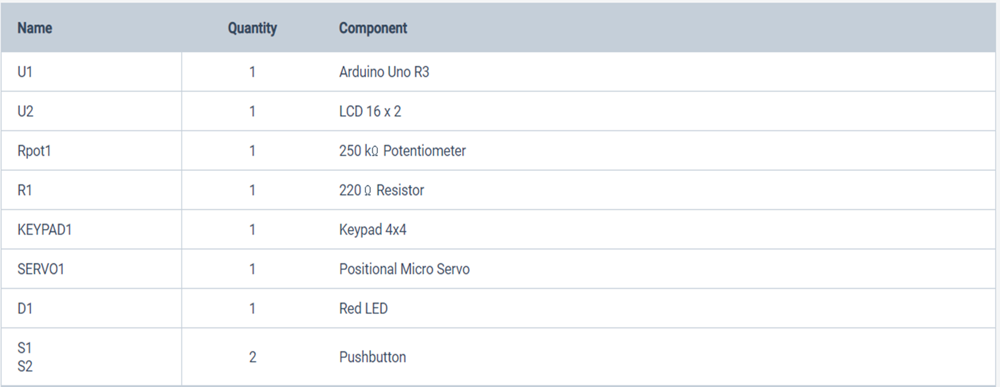 Name Quantity Component
U1 1 Arduino Uno R3
U2 1 LCD 16 x 2
Rpot1 1 250 kΩ Potentiometer
R1 1 220 Ω Resistor
KEYPAD1 1 Keypad 4x4
SERVO1 1 Positional Micro Servo
D1 1 Red LED
S1
S2 2 Pushbutton